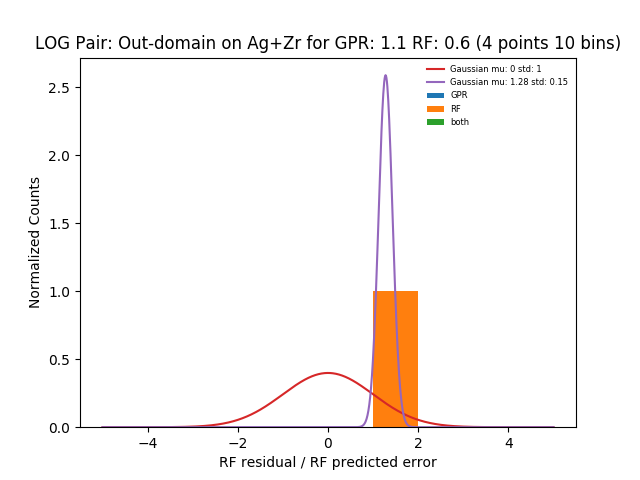 LOG Pair: Out-domain on Ag+Zr for GPR: 1.1 RF: 0.6 (4 points 10 bins)
Gaussian mu: 0 std: 1
Gaussian mu: 1.28 std: 0.15
GPR
RF
both
Normalized Counts
2.5
2.0
1.5
1.0
0.5
0.0
−4
−2
0
2
4
RF residual / RF predicted error